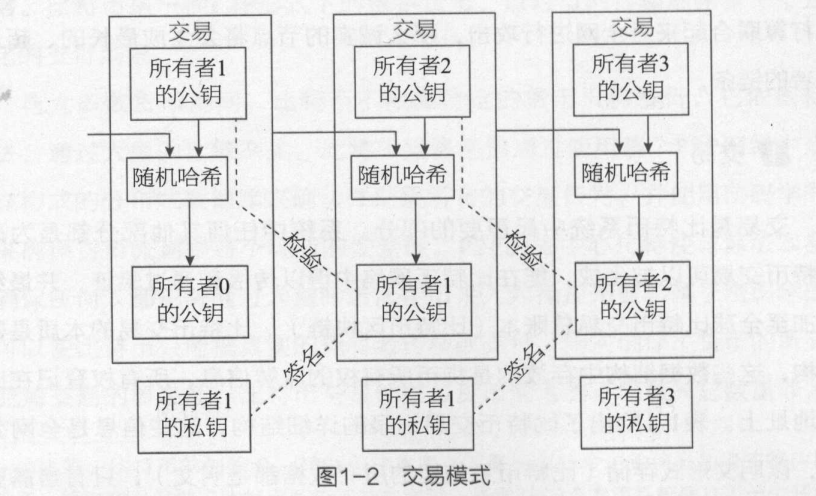 交易
所有者1
的公钥
随机哈希
所有者0
的公钥
所有者1
的私钥
交易
所有者2
的公钥
随机哈希
所有者1
的公钥
所有者1
的私钥
交易
所有者3
的公钥
随机哈希
所有者2
的公钥
所有者3
的私钥
检验
签名
检验
签名
图1-2 交易模式